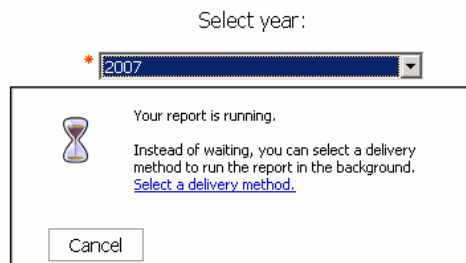 Select year:
* 2007
Your report is running.
Instead of waiting, you can select a delivery
method to run the report in the background.
Select a delivery method.
Cancel